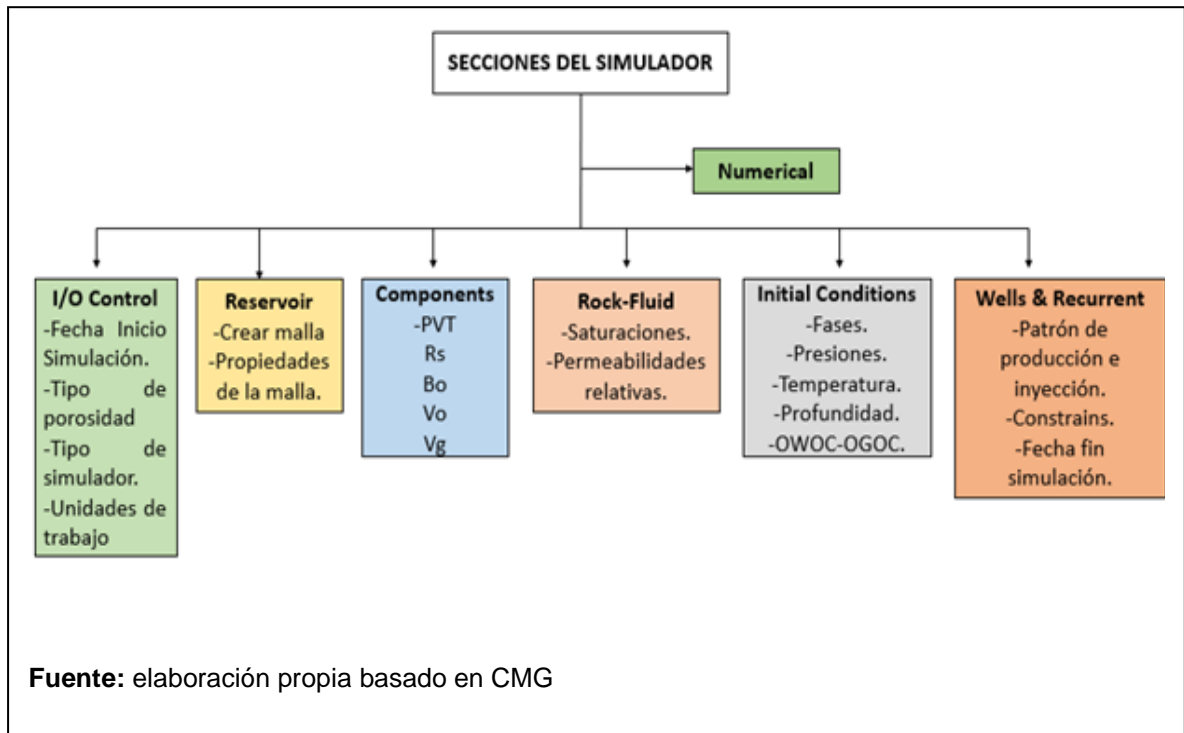 SECCIONES DEL SIMULADOR
Numerical
I/O Control
-Fecha Inicio
Simulación.
-Tipo de
porosidad
-Tipo de
simulador.
-Unidades de
trabajo
Reservoir
-Crear malla
-Propiedades
de la malla.
Components
-PVT
Rs
Bo
Vo
Vg
Rock-Fluid
-Saturaciones.
-Permeabilidades
relativas.
Initial Conditions
-Fases.
-Presiones.
-Temperatura.
-Profundidad.
-OWOC-OGOC.
Wells & Recurrent
-Patrón de
producción e
inyección.
-Constrains.
-Fecha fin
simulación.
Fuente: elaboración propia basado en CMG